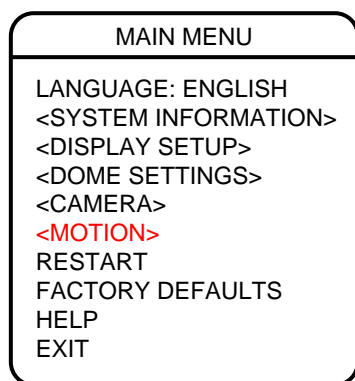 MAIN MENU
LANGUAGE: ENGLISH
<SYSTEM INFORMATION>
<DISPLAY SETUP>
<DOME SETTINGS>
<CAMERA>
<MOTION>
RESTART
FACTORY DEFAULTS
HELP
EXIT